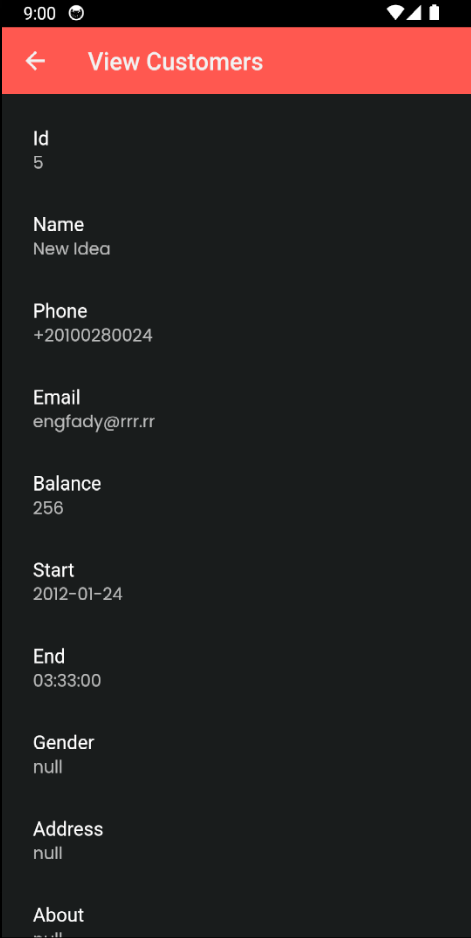 9:00
View Customers
Id
5
Name
New Idea
Phone
+20100280024
Email
engfady@rrr.rr
Balance
256
Start
2012-01-24
End
03:33:00
Gender
null
Address
null
About